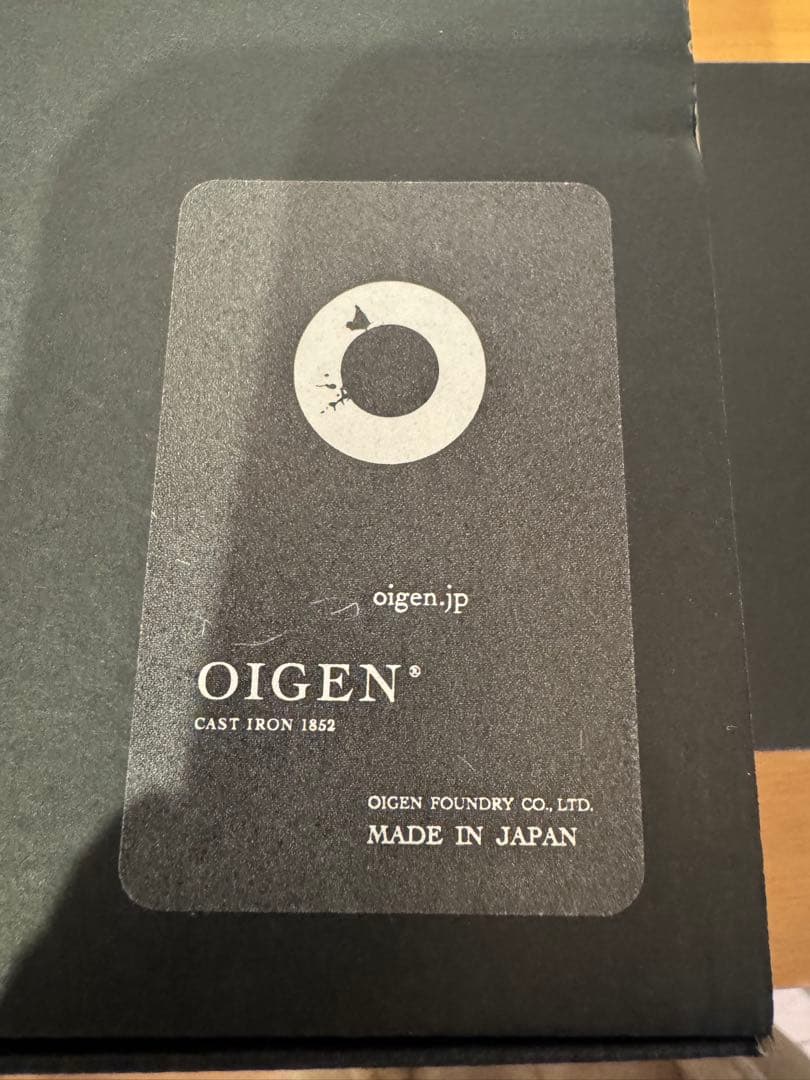 oigen.jp
OIGEN®
CAST IRON 1852
OIGEN FOUNDRY CO., LTD.
MADE IN JAPAN